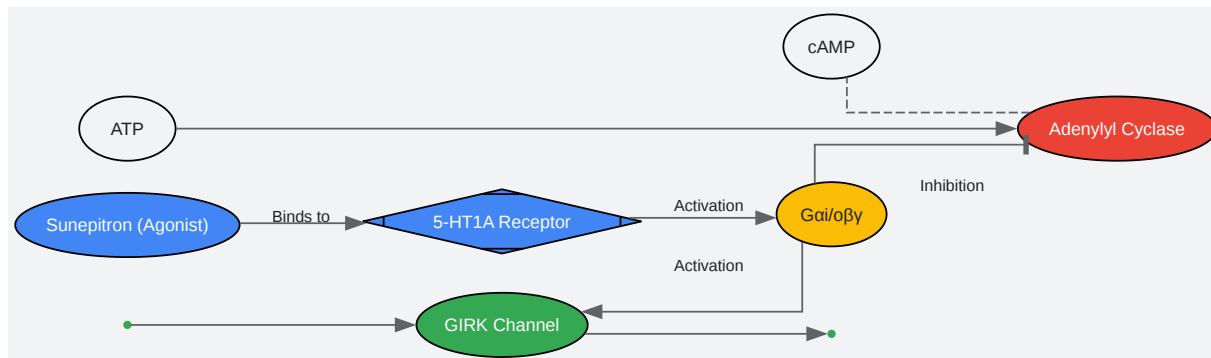 cAMP
ATP
Adenylyl Cyclase
Inhibition
Sunepitron (Agonist)
Binds to
5-HT1A Receptor
Activation
Gαi/oβγ
Activation
GIRK Channel